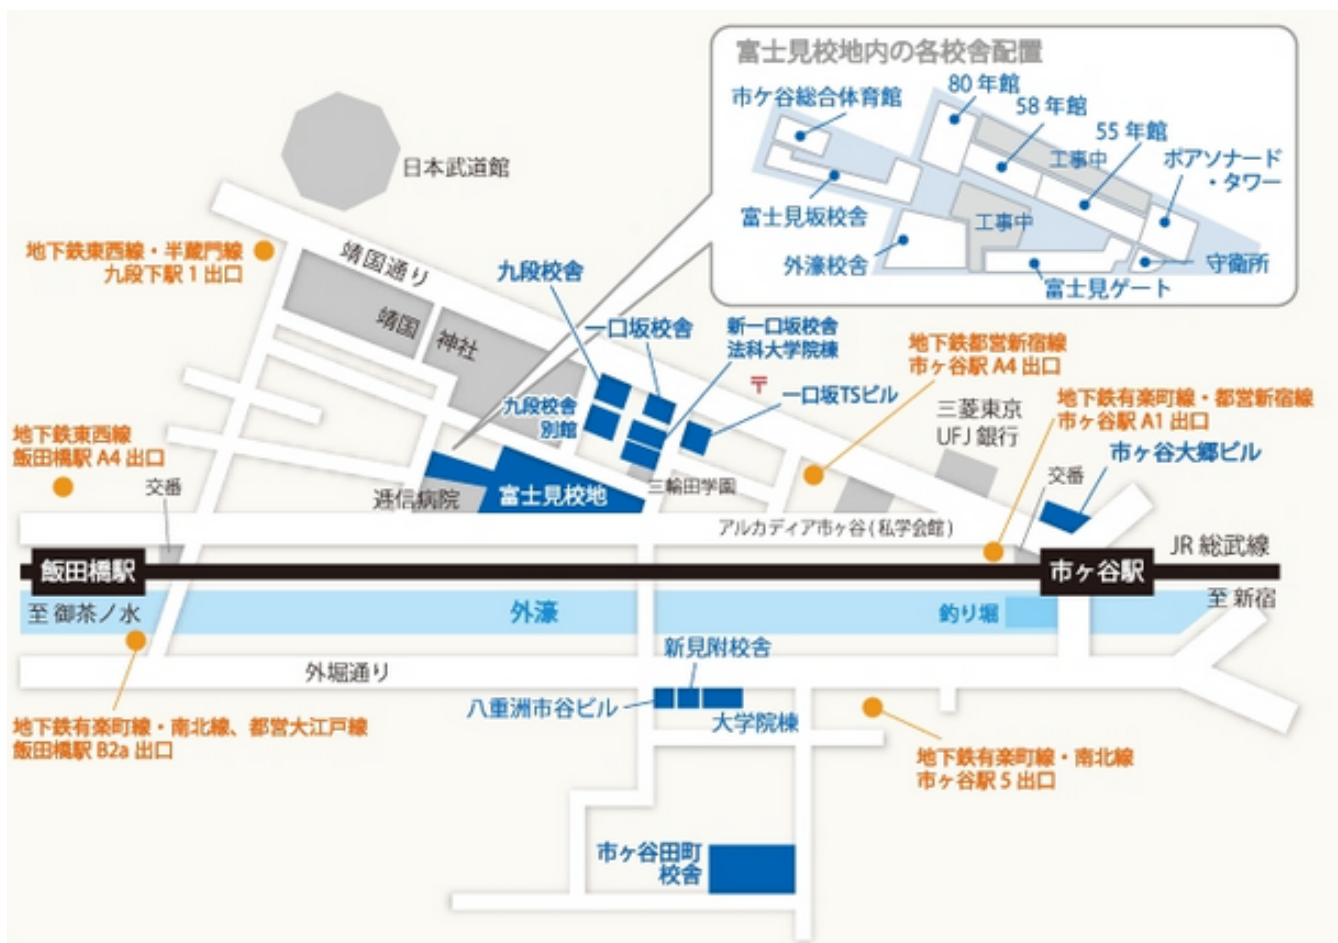 富士見校地内の各校舎配置
80 年館
市ケ谷総合体育館
58 年館
55 年館
工事中
ボアソナード
・タワー
富士見坂校舎
工事中
外濠校舎
守衛所
富士見ゲート
日本武道館
地下鉄東西線・半蔵門線
九段下駅 1 出口
靖国通り
九段校舎
靖国
神社
一口坂校舎
新一口坂校舎
法科大学院棟
地下鉄都営新宿線
市ヶ谷駅 A4 出口
〒
一口坂TSビル
地下鉄有楽町線・都営新宿線
市ヶ谷駅 A1 出口
三菱東京
UFJ 銀行
九段校舎
別館
地下鉄東西線
飯田橋駅 A4 出口
市ヶ谷大郷ビル
交番
交番
逓信病院
富士見校地
三輪田学園
アルカディア市ヶ谷 ( 私学会館 )
JR 総武線
飯田橋駅
市ヶ谷駅
至 御茶ノ水
外濠
釣り堀
至 新宿
外堀通り
新見附校舎
八重洲市谷ビル
大学院棟
地下鉄有楽町線・南北線、都営大江戸線
飯田橋駅 B2a 出口
地下鉄有楽町線・南北線
市ヶ谷駅 5 出口
市ヶ谷田町
校舎